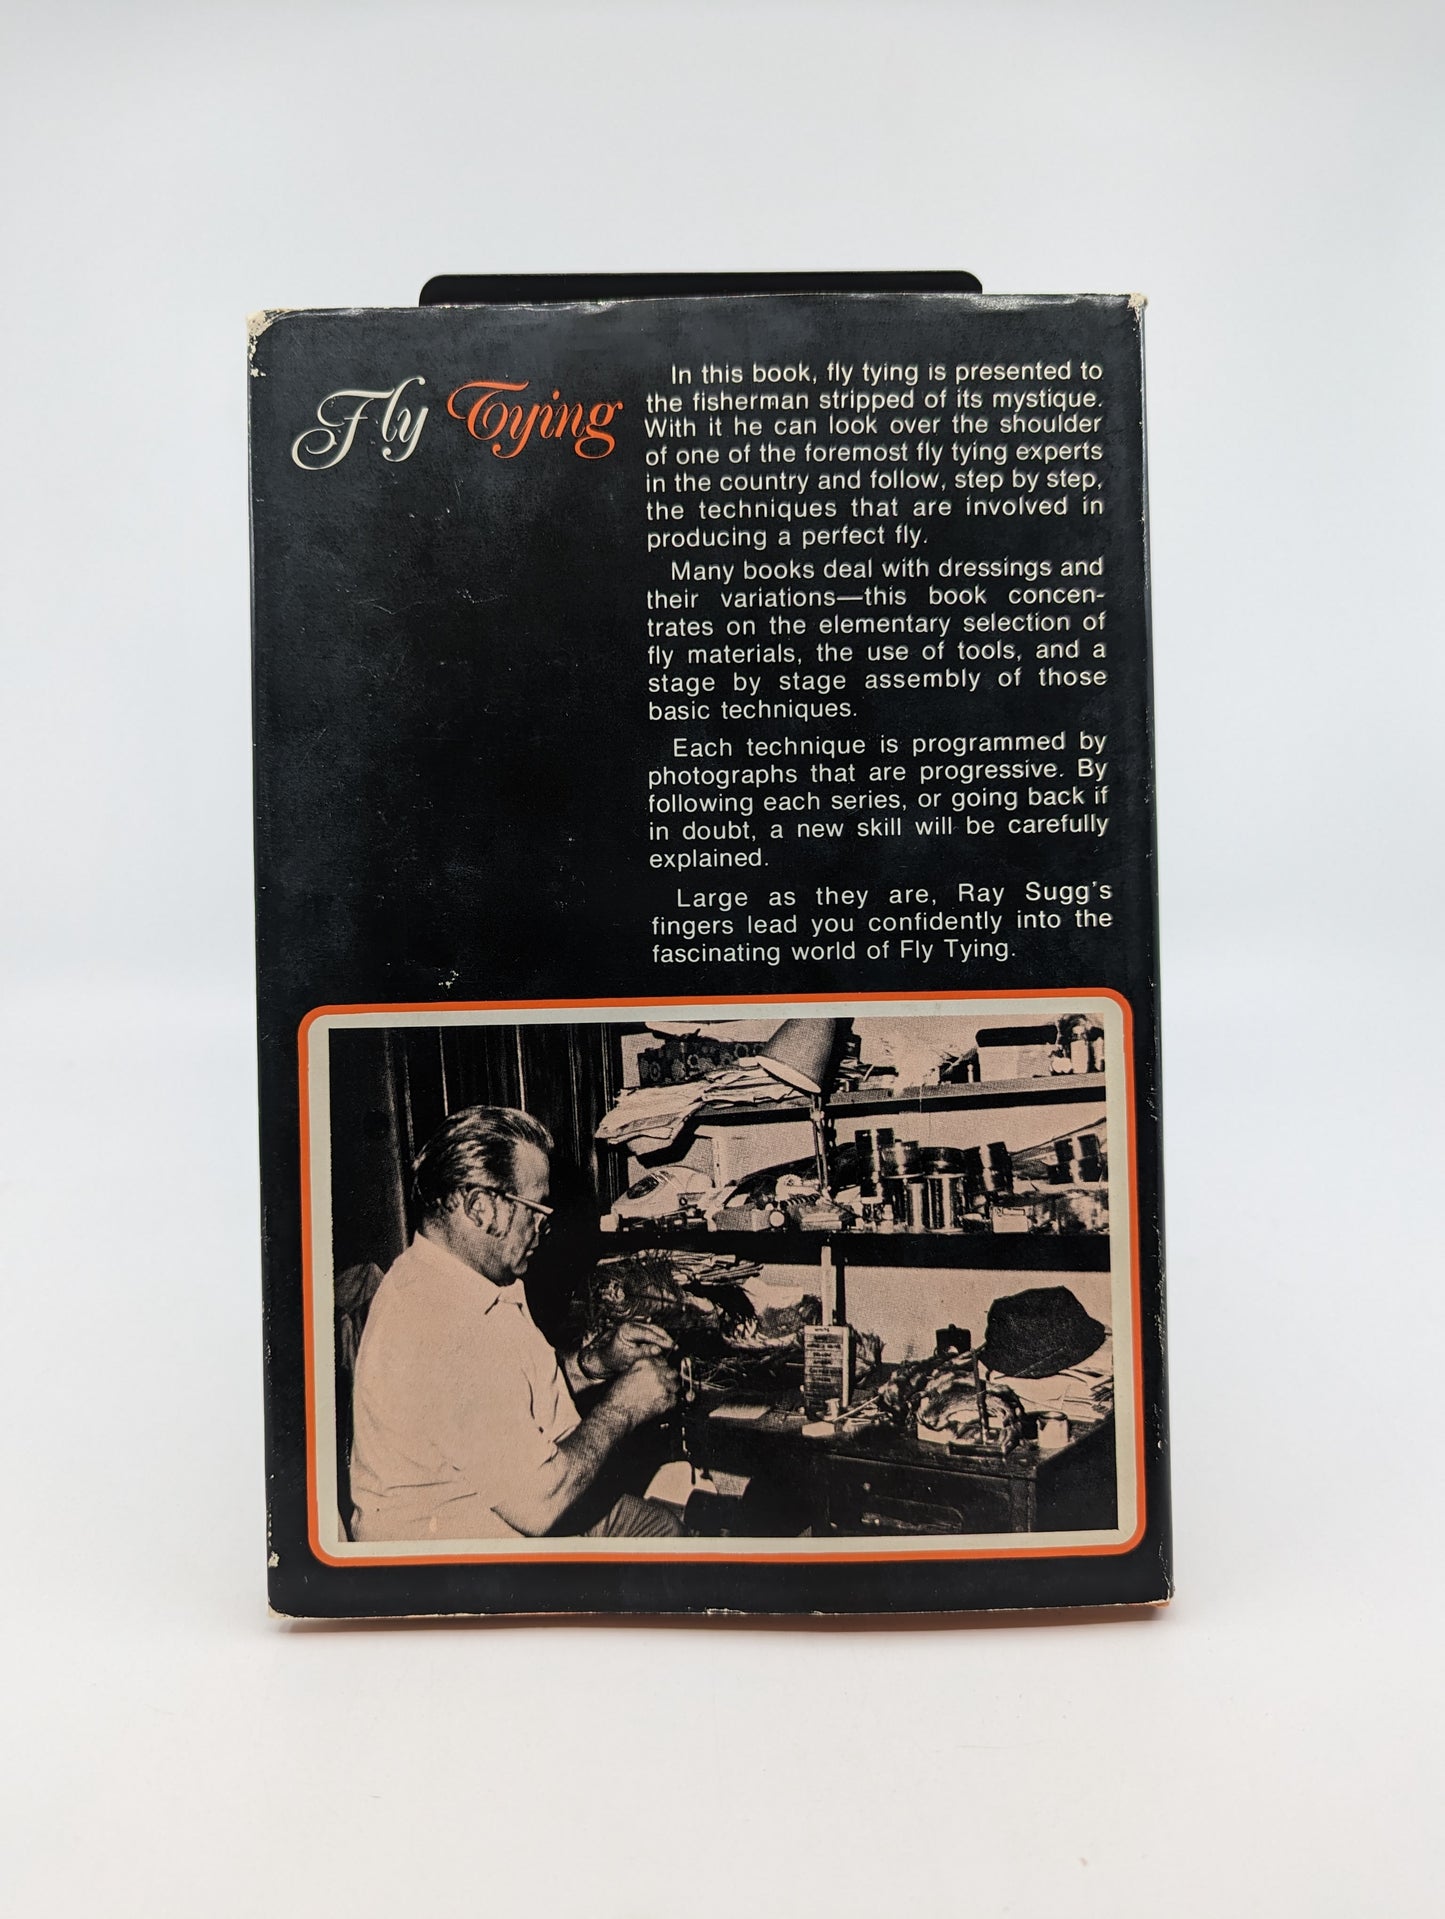 Fly Tying
In this book, fly tying is presented to
the fisherman stripped of its mystique.
With it he can look over the shoulder
of one of the foremost fly tying experts
in the country and follow, step by step,
the techniques that are involved in
producing a perfect fly.
Many books deal with dressings and
their variations—this book concen-
trates on the elementary selection of
fly materials, the use of tools, and a
stage by stage assembly of those
basic techniques.
Each technique is programmed by
photographs that are progressive. By
following each series, or going back if
in doubt, a new skill will be carefully
explained.
Large as they are, Ray Sugg's
fingers lead you confidently into the
fascinating world of Fly Tying.